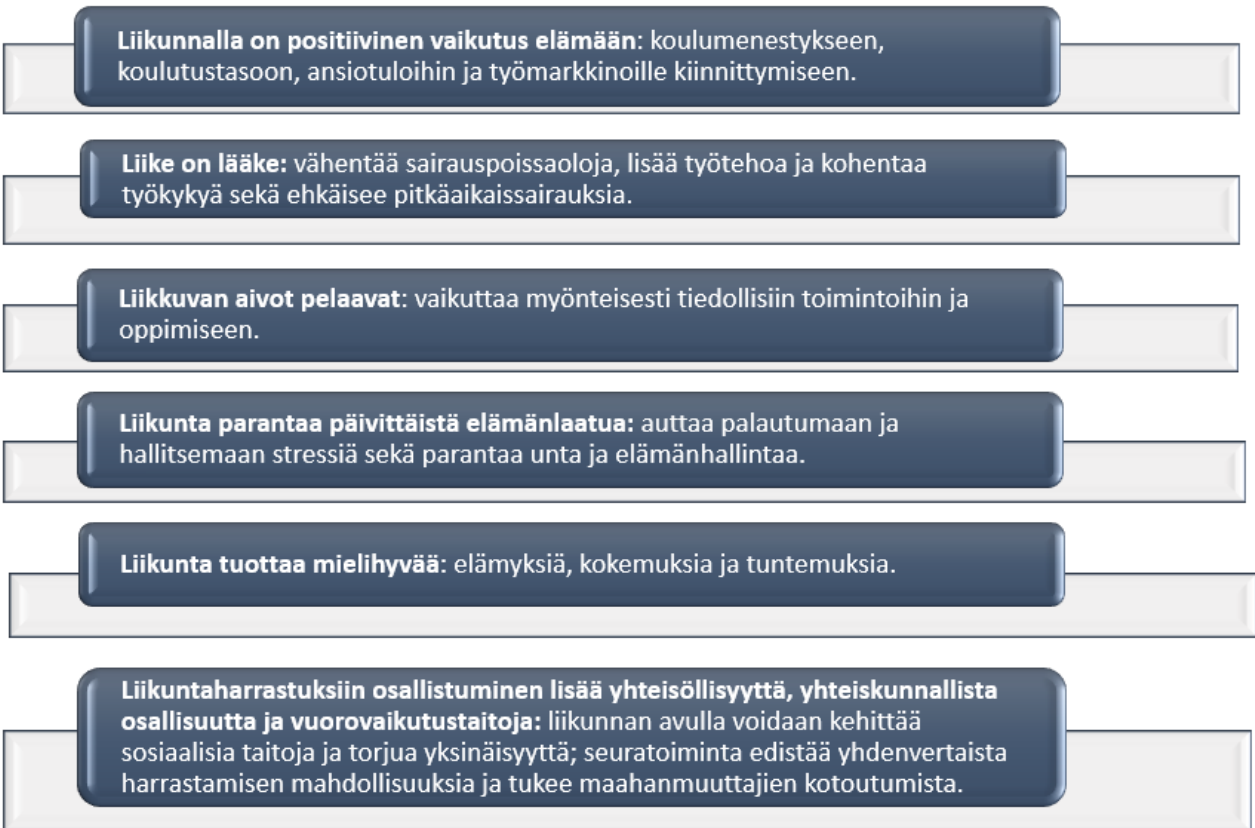 Liikunnalla on positiivinen vaikutus elämään: koulumenestykseen,
koulutustasoon, ansiotuloihin ja työmarkkinoille kiinnittymiseen.
Liike on lääke: vähentää sairauspoissaoloja, lisää työtehoa ja kohentaa
työkykyä sekä ehkäisee pitkäaikaissairauksia.
Liikkuvan aivot pelaavat: vaikuttaa myönteisesti tiedollisiin toimintoihin ja
oppimiseen.
Liikunta parantaa päivittäistä elämänlaatua: auttaa palautumaan ja
hallitsemaan stressiä sekä parantaa unta ja elämänhallintaa.
Liikunta tuottaa mielihyvää: elämyksiä, kokemuksia ja tuntemuksia.
Liikuntaharrastuksiin osallistuminen lisää yhteisöllisyyttä, yhteiskunnallista
osallisuutta ja vuorovaikutustaitoja: liikunnan avulla voidaan kehittää
sosiaalisia taitoja ja torjua yksinäisyyttä; seuratoiminta edistää yhdenvertaista
harrastamisen mahdollisuuksia ja tukee maahanmuuttajien kotoutumista.